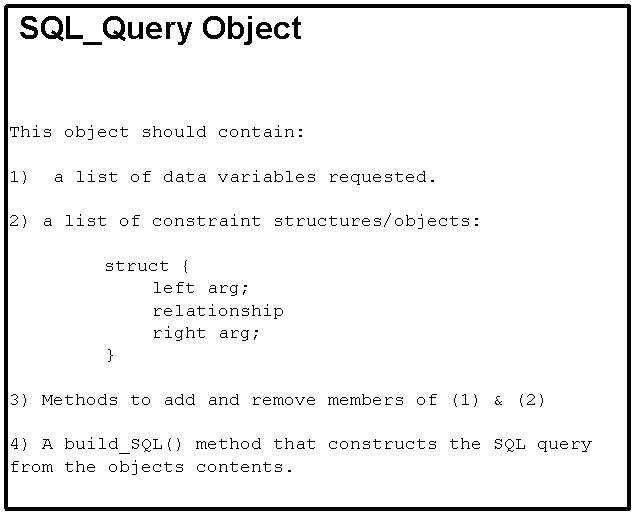 SQL_Query Object
This object should contain:
1)  a list of data variables requested.
2) a list of constraint structures/objects:
struct {
left arg;
relationship
right arg;
}
3) Methods to add and remove members of (1) & (2)
4) A build_SQL() method that constructs the SQL query
from the objects contents.